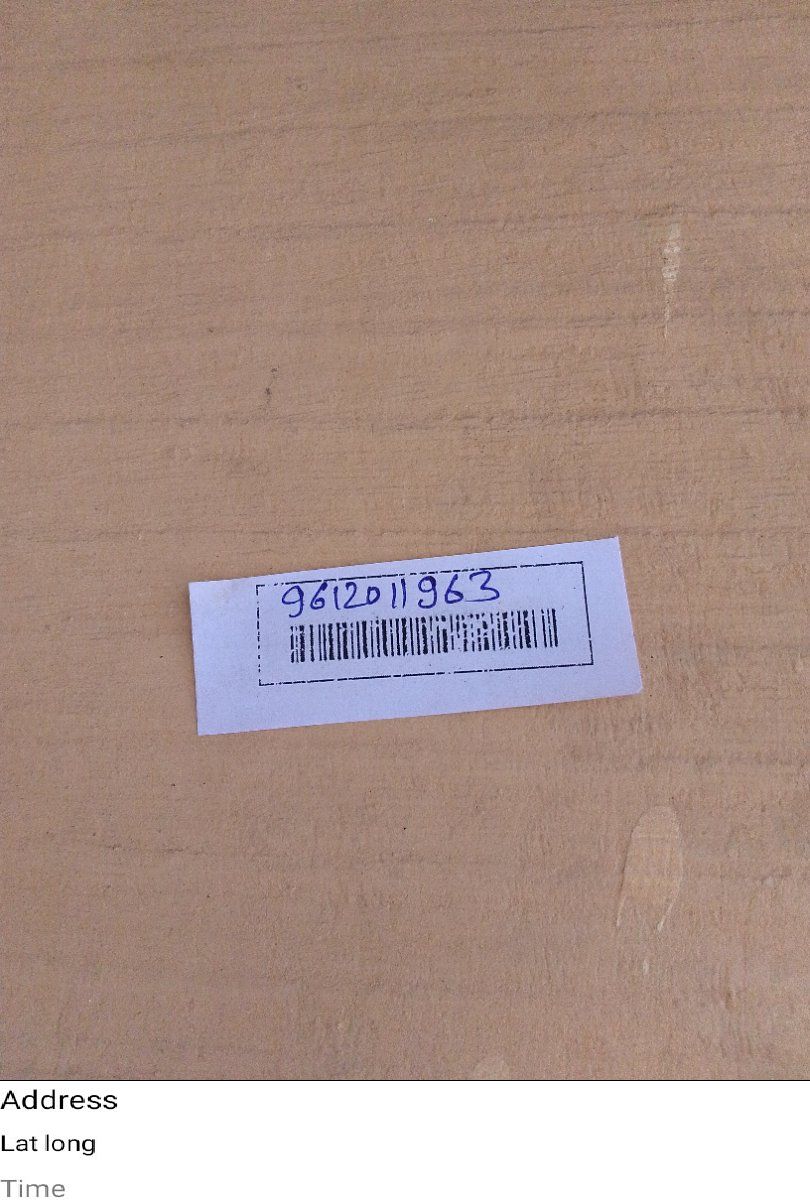 9612011963
Address
Lat long
Time